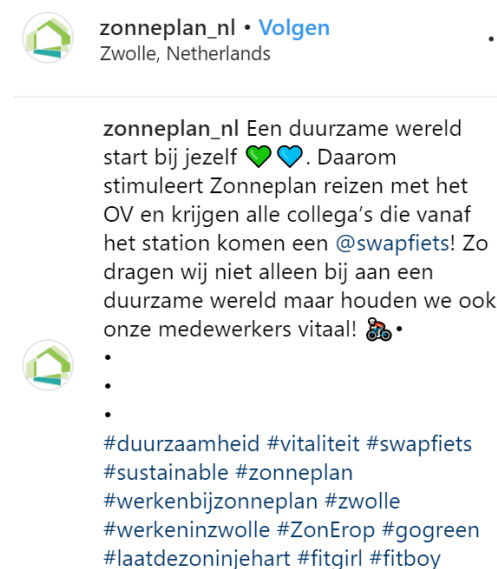 zonneplan_nl • Volgen
Zwolle, Netherlands
zonneplan_nl Een duurzame wereld
start bij jezelf 💚💙. Daarom
stimuleert Zonneplan reizen met het
OV en krijgen alle collega's die vanaf
het station komen een @swapfiets! Zo
dragen wij niet alleen bij aan een
duurzame wereld maar houden we ook
onze medewerkers vitaal! 🚴•
•
•
•
#duurzaamheid #vitaliteit #swapfiets
#sustainable #zonneplan
#werkenbijzonneplan #zwolle
#werkeninzwolle #ZonErop #gogreen
#laatdezoninjehart #fitgirl #fitboy